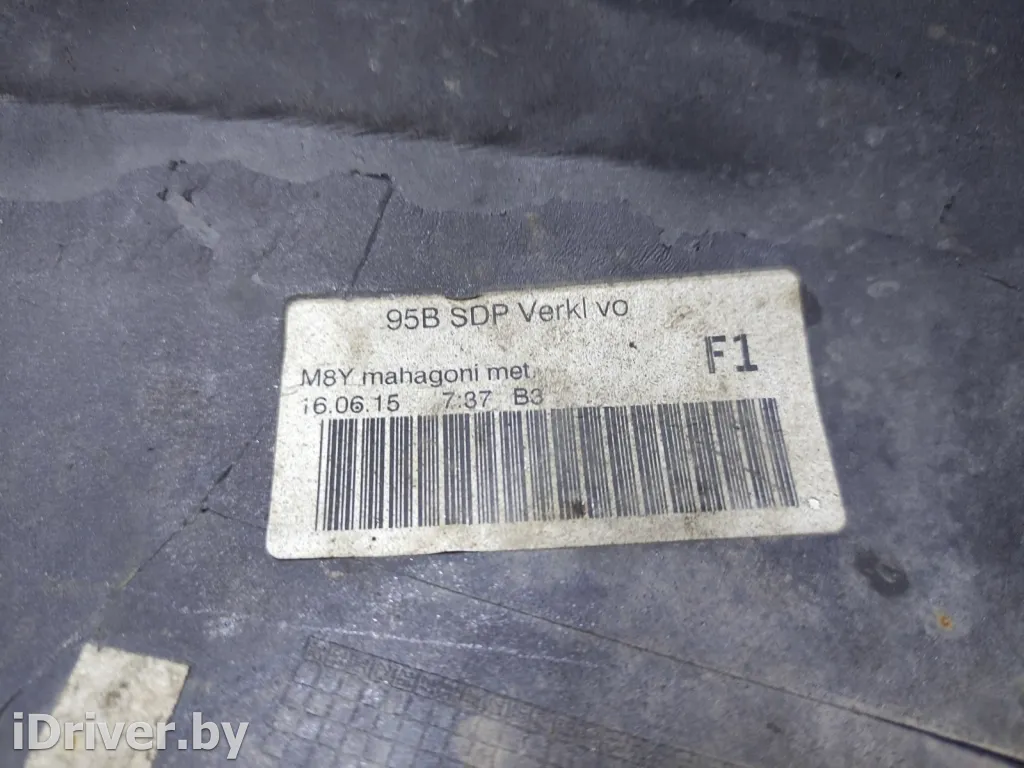 95B SDP Verkl vo
F1
M8Y mahagoni met.
16.06.15 7:37 B3
iDriver.by